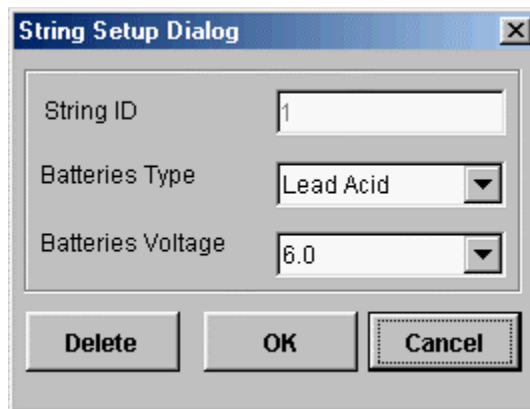 String Setup Dialog
String ID 1
Batteries Type Lead Acid
Batteries Voltage 6.0
Delete OK Cancel